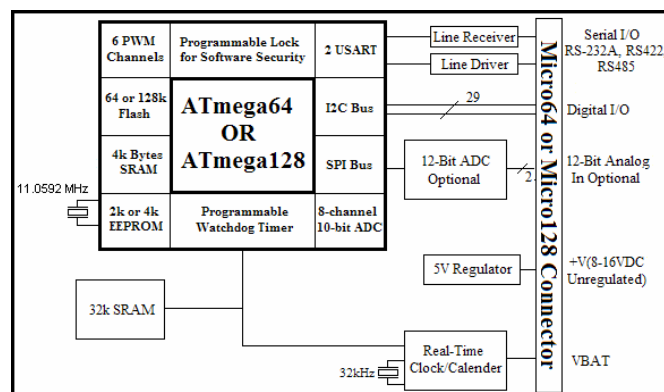 6 PWM
Channels
Programmable Lock
for Software Security
2 USART
64 or 128k
Flash
ATmega64
OR
ATmega128
I2C Bus
4k Bytes
SRAM
SPI Bus
2k or 4k
EEPROM
Programmable
Watchdog Timer
8-channel
10-bit ADC
11.0592 MHz
Line Receiver
Line Driver
29
12-Bit ADC
Optional
2
5V Regulator
32k SRAM
32kHz
Real-Time
Clock/Calender
Micro64 or Micro128 Connector
Serial I/O
RS-232A, RS422
RS485
Digital I/O
12-Bit Analog
In Optional
+V(8-16VDC
Unregulated)
VBAT